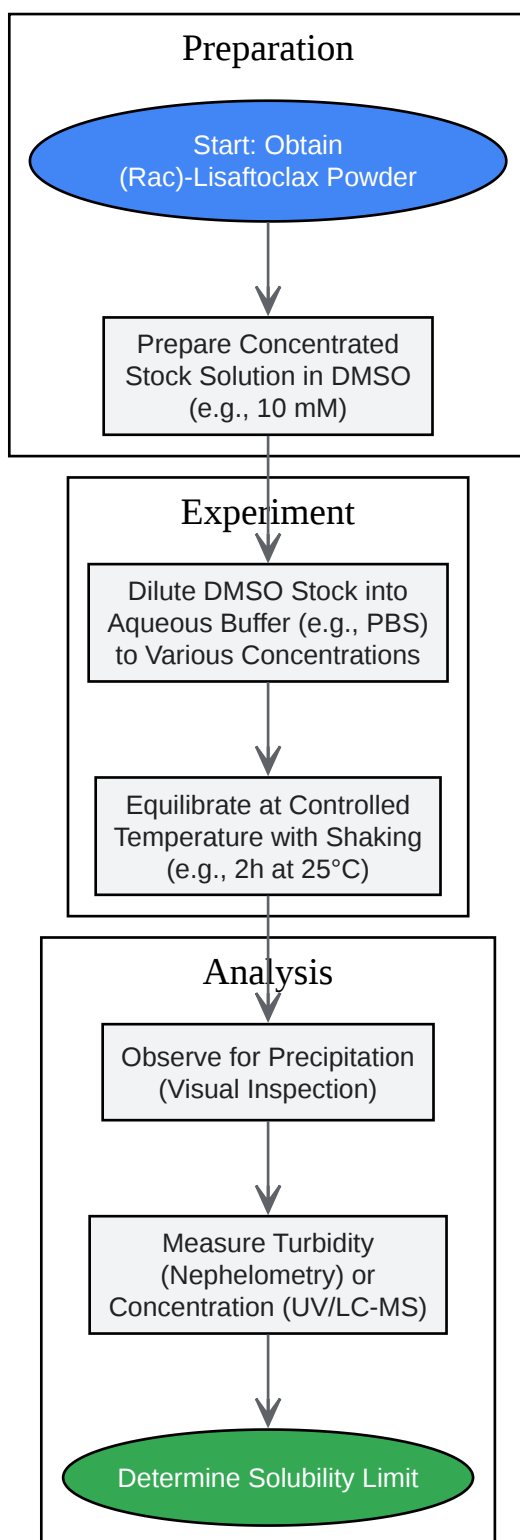 Preparation
Start: Obtain
(Rac)-Lisaftoclax Powder
Prepare Concentrated
Stock Solution in DMSO
(e.g., 10 mM)
Experiment
Dilute DMSO Stock into
Aqueous Buffer (e.g., PBS)
to Various Concentrations
Equilibrate at Controlled
Temperature with Shaking
(e.g., 2h at 25°C)
Analysis
Observe for Precipitation
(Visual Inspection)
Measure Turbidity
(Nephelometry) or
Concentration (UV/LC-MS)
Determine Solubility Limit